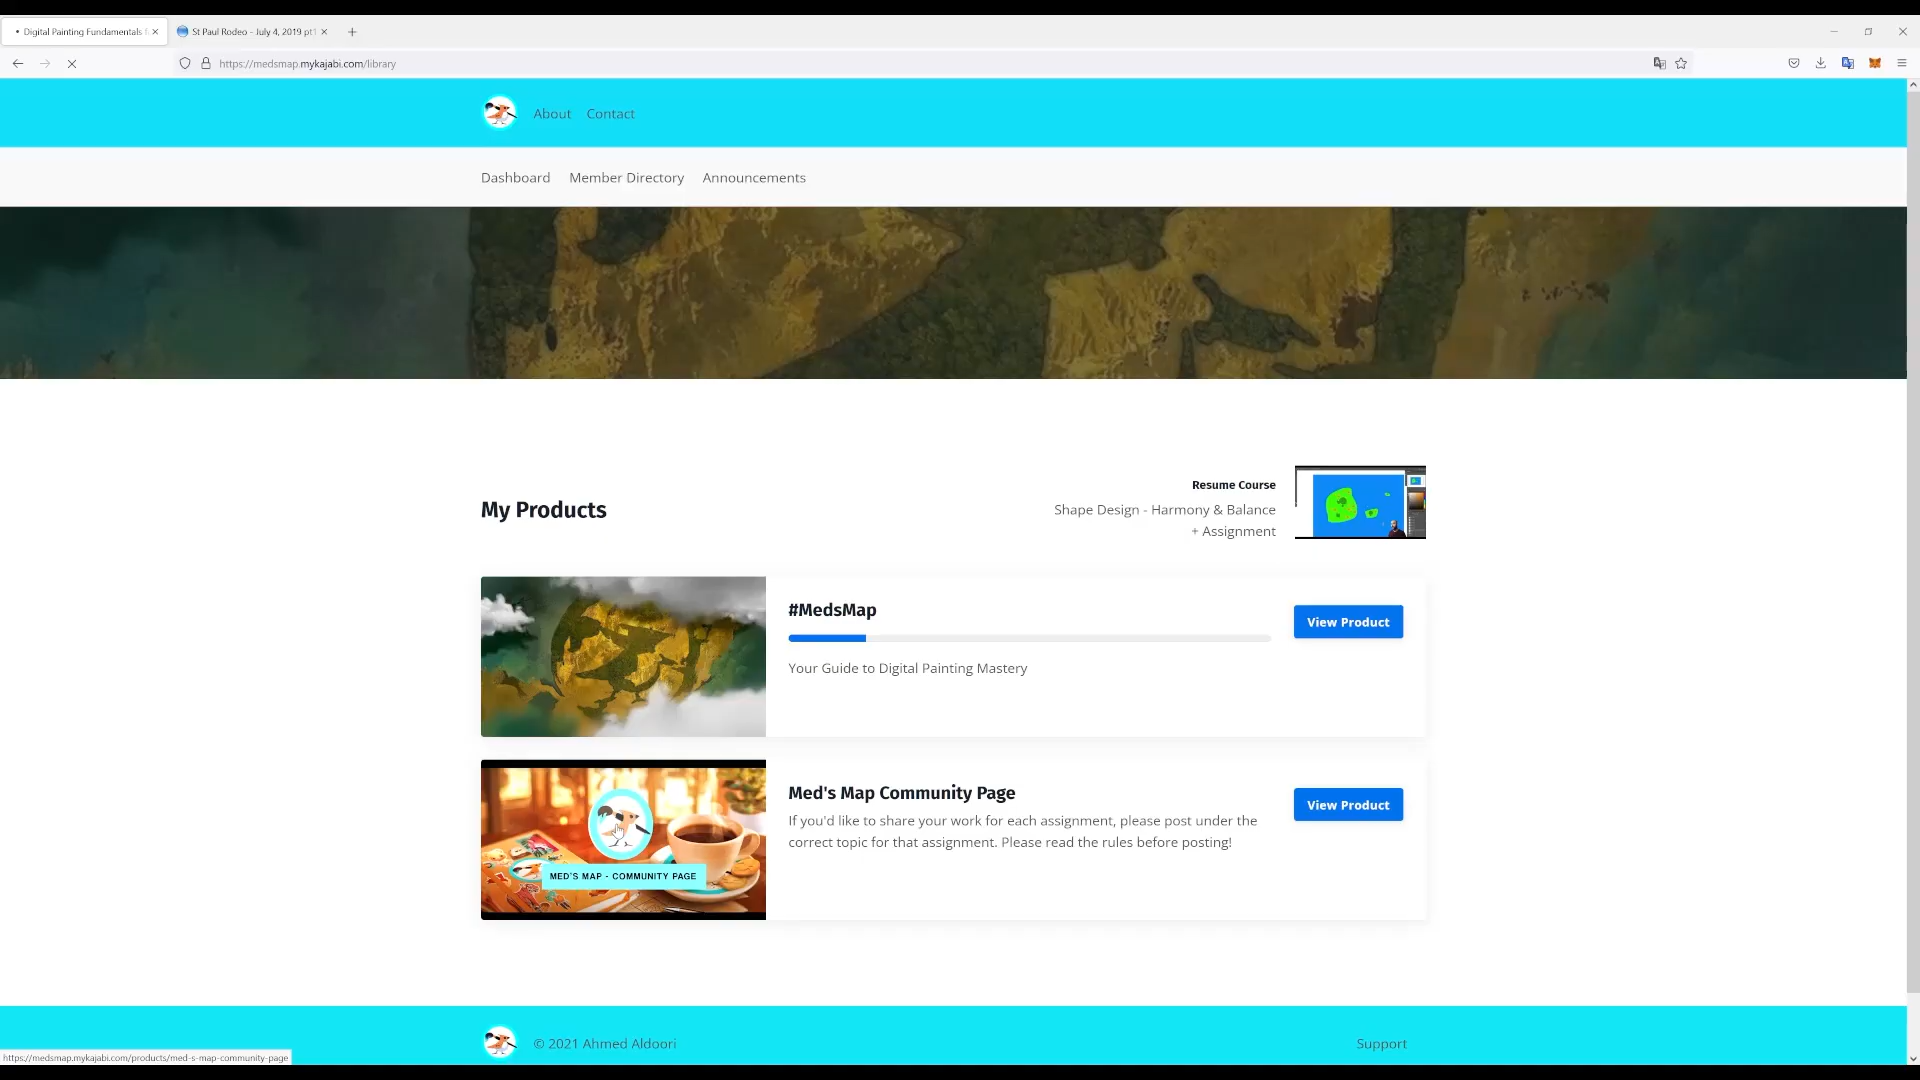 Digital Painting Fundamentals
St Paul Rodeo - July 4, 2019 pt1
https://medsmap.mykajabi.com/library
About Contact
Dashboard Member Directory Announcements
My Products
Resume Course
Shape Design - Harmony & Balance
+ Assignment
#MedsMap
View Product
Your Guide to Digital Painting Mastery
Med's Map Community Page
View Product
If you'd like to share your work for each assignment, please post under the
correct topic for that assignment. Please read the rules before posting!
MED'S MAP - COMMUNITY PAGE
© 2021 Ahmed Aldoori
Support
https://medsmap.mykajabi.com/products/med-s-map-community-page